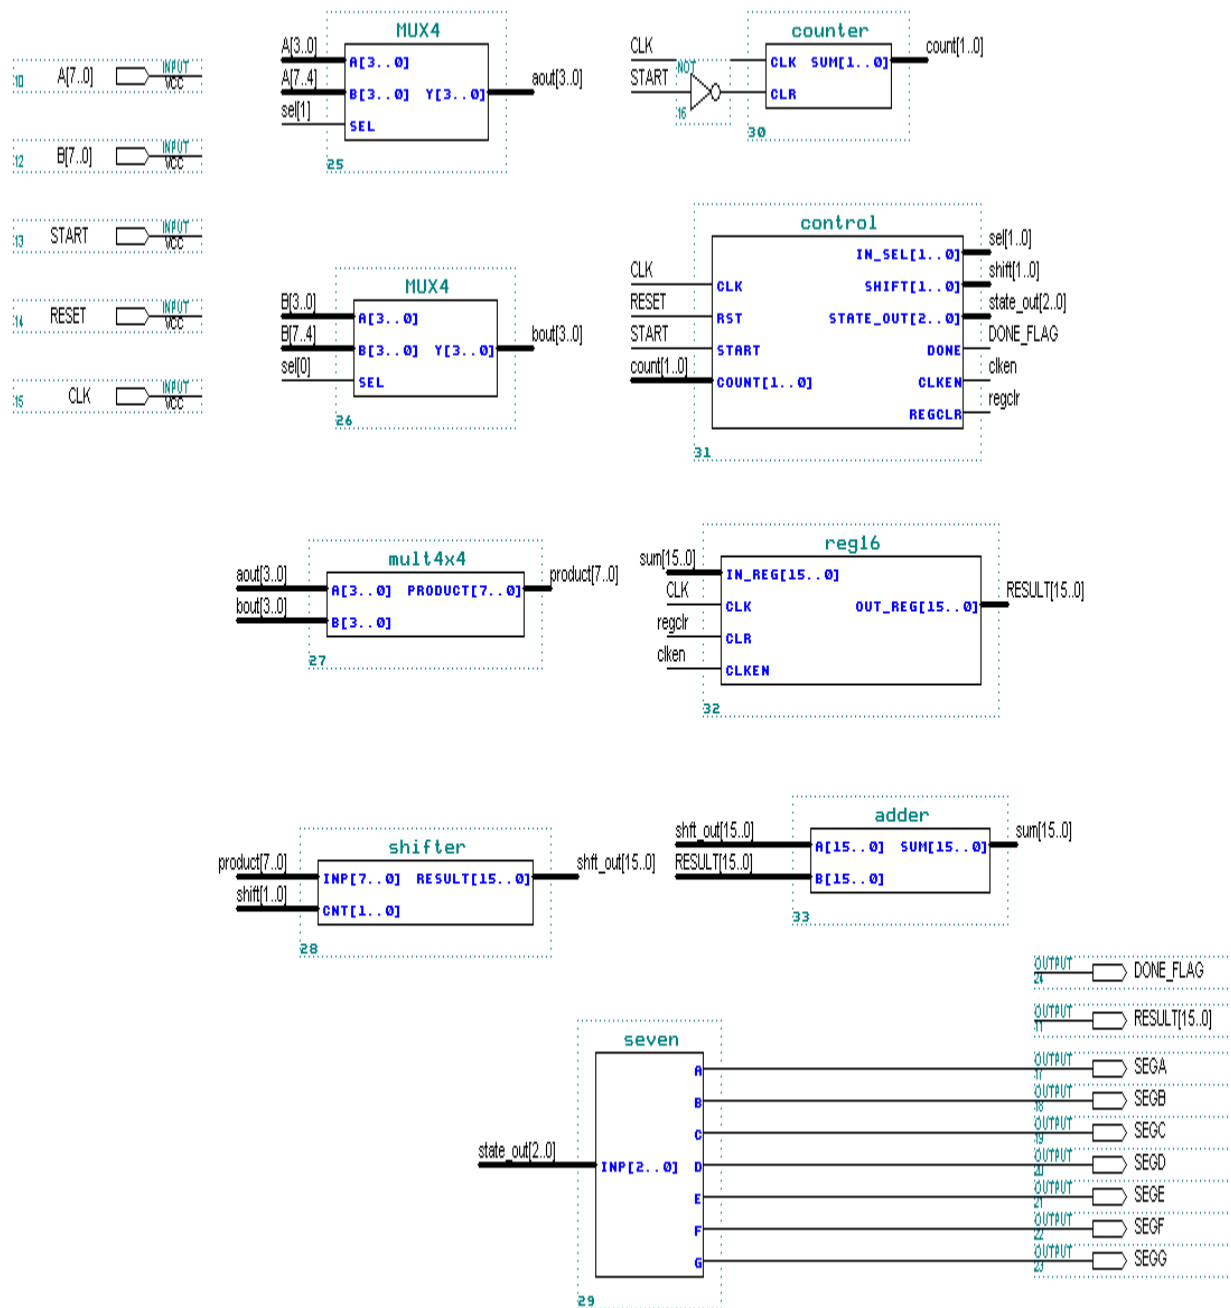 INPUT
VCC
10
A[7..0]
INPUT
VCC
12
B[7..0]
INPUT
VCC
13
START
INPUT
VCC
14
RESET
INPUT
VCC
15
CLK
MUX4
A[3..0]
A[7..4]
sel[1]
A[3..0]
B[3..0] Y[3..0]
SEL
aout[3..0]
25
MUX4
B[3..0]
B[7..4]
sel[0]
A[3..0]
B[3..0] Y[3..0]
SEL
bout[3..0]
26
counter
CLK
START
NOT
16
CLK SUM[1..0]
CLR
count[1..0]
30
control
CLK
RESET
START
count[1..0]
CLK
RST
START
COUNT[1..0]
IN_SEL[1..0]
SHIFT[1..0]
STATE_OUT[2..0]
DONE
CLKEN
REGCLR
sel[1..0]
shift[1..0]
state_out[2..0]
DONE_FLAG
clken
regclr
31
mult4x4
aout[3..0]
bout[3..0]
A[3..0] PRODUCT[7..0]
B[3..0]
product[7..0]
27
reg16
sum[15..0]
CLK
regclr
clken
IN_REG[15..0]
CLK
CLR
CLKEN
OUT_REG[15..0]
RESULT[15..0]
32
shifter
product[7..0]
shift[1..0]
INP[7..0] RESULT[15..0]
CNT[1..0]
shft_out[15..0]
28
adder
shft_out[15..0]
RESULT[15..0]
A[15..0] SUM[15..0]
B[15..0]
sum[15..0]
33
seven
state_out[2..0]
INP[2..0]
A
B
C
D
E
F
G
29
OUTPUT
24
DONE_FLAG
OUTPUT
11
RESULT[15..0]
OUTPUT
17
SEGA
OUTPUT
18
SEGB
OUTPUT
19
SEGC
OUTPUT
20
SEGD
OUTPUT
21
SEGE
OUTPUT
22
SEGF
OUTPUT
23
SEGG